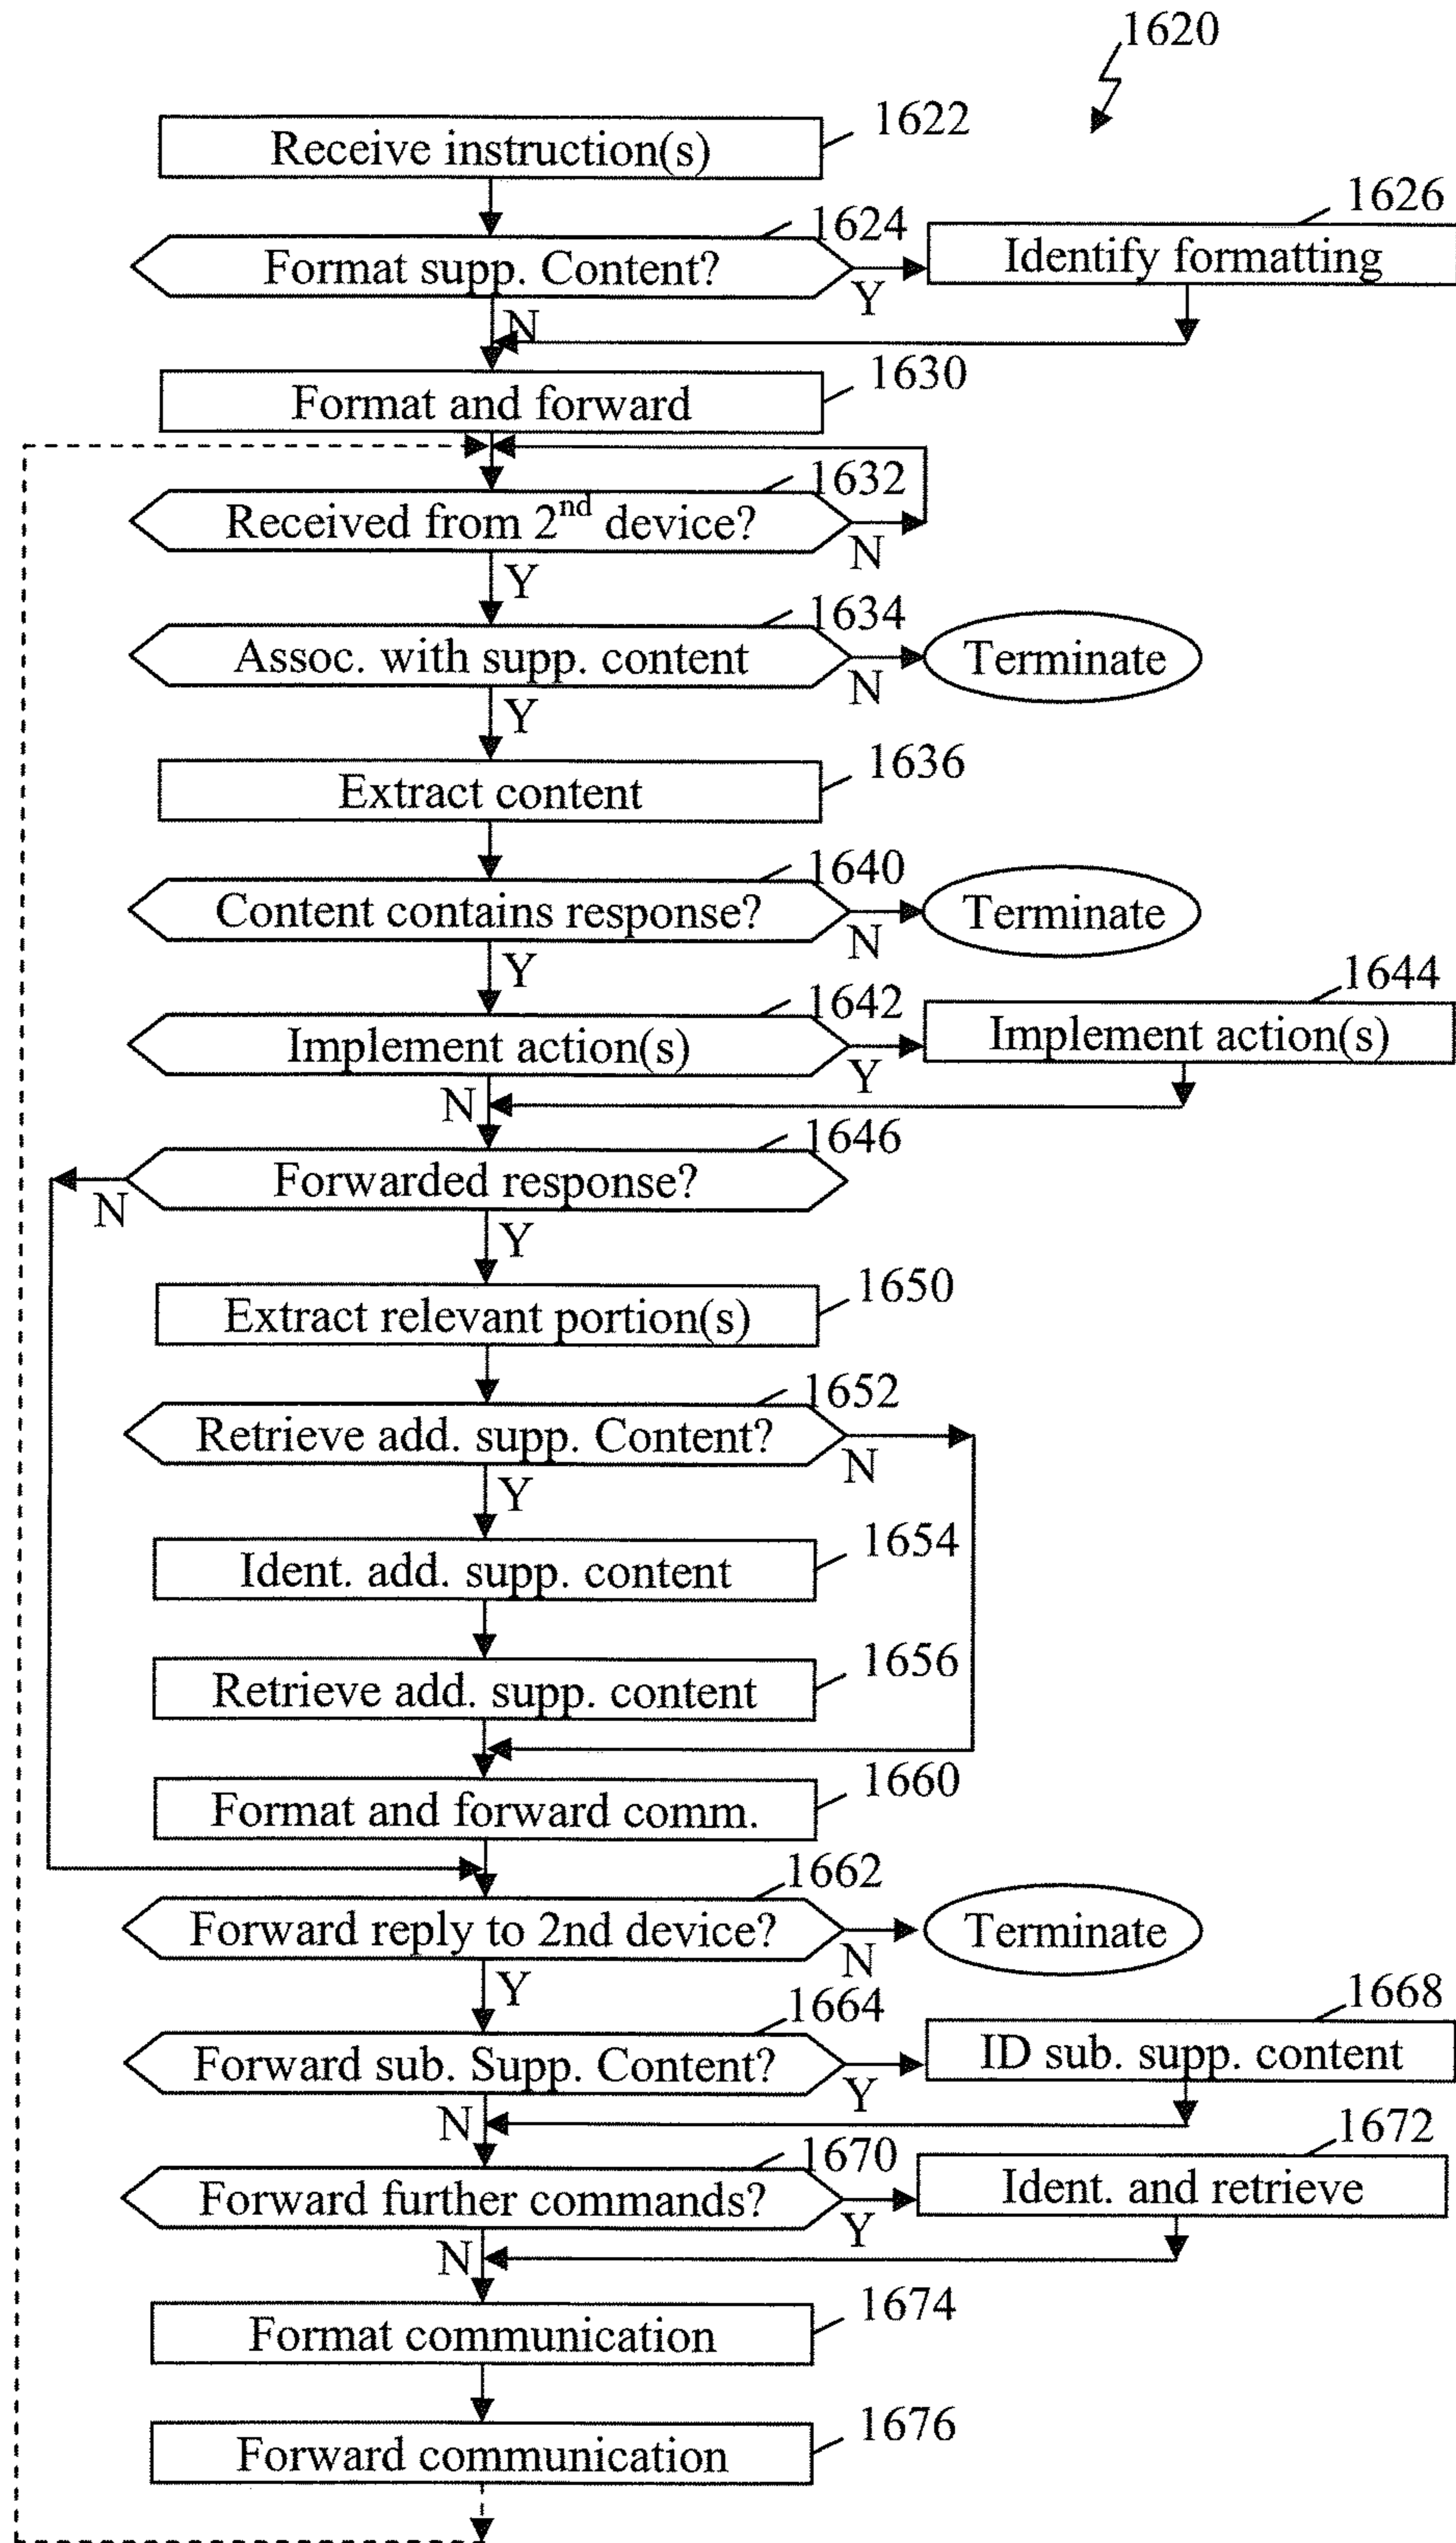 1620
1622
Receive instruction(s)
1624
1626
Format supp. Content?
Identify formatting
Y
N
1630
Format and forward
1632
Received from 2nd device?
N
Y
1634
Assoc. with supp. content
Terminate
N
Y
1636
Extract content
1640
Content contains response?
Terminate
N
Y
1644
1642
Implement action(s)
Implement action(s)
Y
N
1646
Forwarded response?
N
Y
1650
Extract relevant portion(s)
1652
Retrieve add. supp. Content?
N
Y
1654
Ident. add. supp. content
1656
Retrieve add. supp. content
1660
Format and forward comm.
1662
Forward reply to 2nd device?
Terminate
N
Y
1664
1668
Forward sub. Supp. Content?
ID sub. supp. content
Y
N
1672
1670
Forward further commands?
Ident. and retrieve
Y
N
1674
Format communication
1676
Forward communication